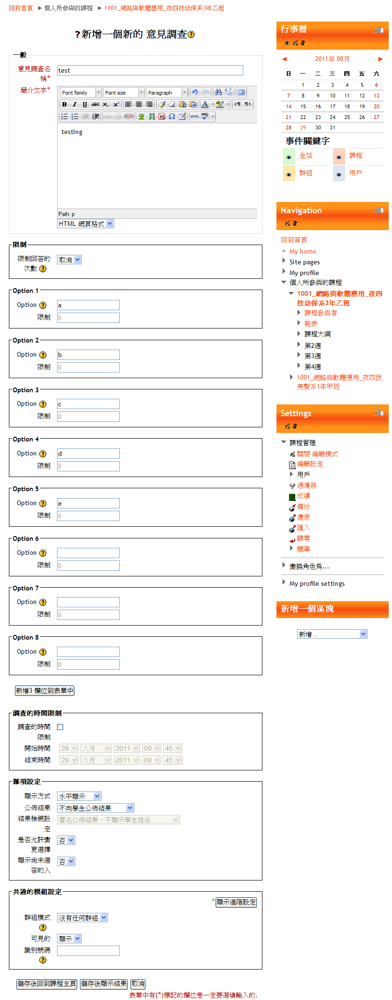 回到首頁 ► 個人所參與的課程 ► 1001_網路與軟體應用_夜四技幼保系3年乙班
新增一個新的 意見調查
一般
意見調查名稱* test
簡介文字*
Font family Font size Paragraph
B I U ABC X₂ X²
HTML ABC
testing
Path: p
HTML 網頁格式
限制
限制回答的次數 取消
Option 1
Option a
限制 0
Option 2
Option b
限制 0
Option 3
Option c
限制 0
Option 4
Option d
限制 0
Option 5
Option e
限制 0
Option 6
Option
限制 0
Option 7
Option
限制 0
Option 8
Option
限制 0
新增3 欄位到表單中
調查的時間限制
調查的時間限制
開始時間 29 八月 2011 09 45
結束時間 29 八月 2011 09 45
雜項設定
顯示方式 水平顯示
公佈結果 不向學生公佈結果
結果檢視設定 匿名公佈結果，不顯示學生姓名
是否允許變更選擇 否
顯示尚未選答的人 否
共通的模組設定
*顯示進階設定
群組模式 沒有任何群組
可見的 顯示
識別號碼
儲存後回到課程主頁 儲存後顯示結果 取消
表單中有(*)標記的欄位是一定要選填輸入的.
行事曆
◄ 2011年 08月 ►
日 一 二 三 四 五 六
1 2 3 4 5 6
7 8 9 10 11 12 13
14 15 16 17 18 19 20
21 22 23 24 25 26 27
28 29 30 31
事件關鍵字
全站 課程
群組 用戶
Navigation
回到首頁
My home
Site pages
My profile
個人所參與的課程
1001_網路與軟體應用_夜四
技幼保系3年乙班
課程參與者
報表
課程大綱
第2週
第3週
第4週
1001_網路與軟體應用_夜四技
美髮系1年甲班
Settings
課程管理
關閉 編輯模式
編輯設定
用戶
過濾器
成績
備份
還原
匯入
歸零
題庫
變換角色為...
My profile settings
新增一個區塊
新增...